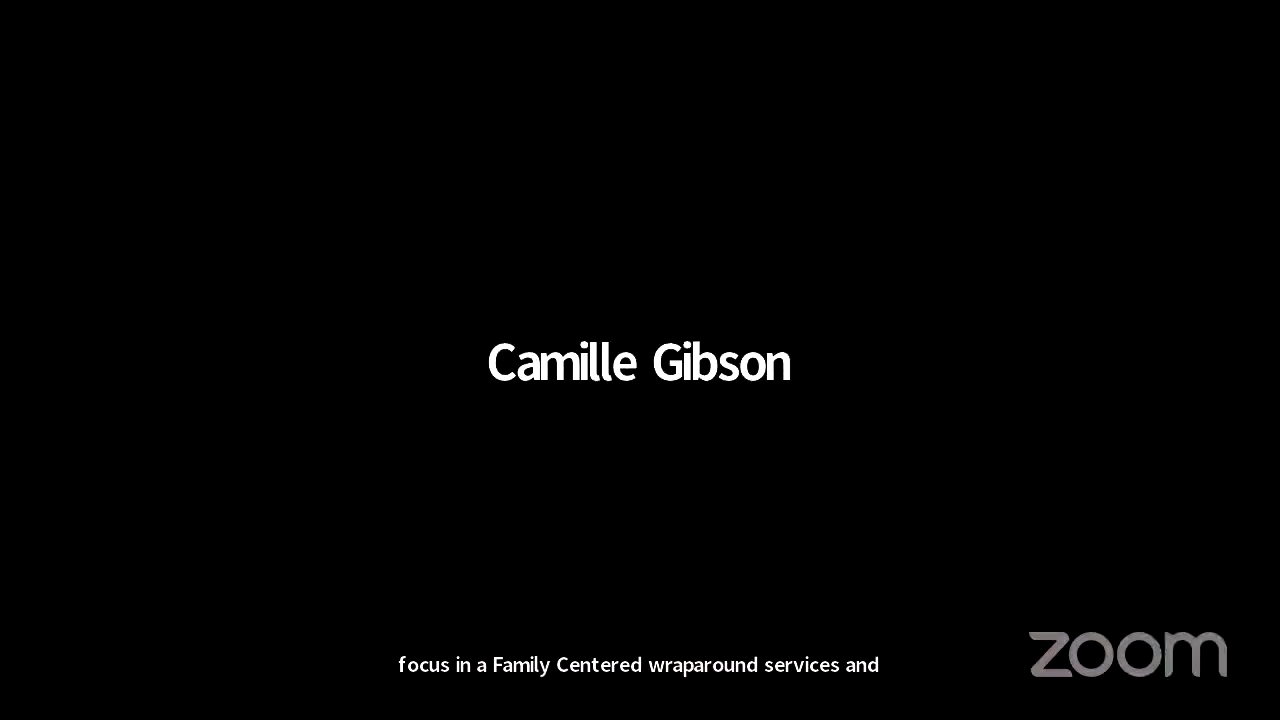 Camille Gibson
focus in a Family Centered wraparound services and
zoom